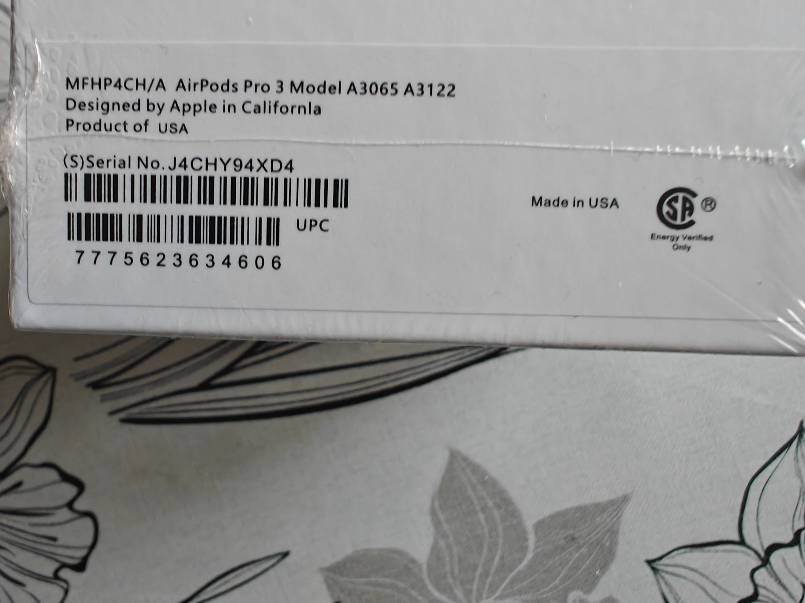 MFHP4CH/A AirPods Pro 3 Model A3065 A3122
Designed by Apple in Californla
Product of USA
(S)Serial No.J4CHY94XD4
UPC
7775623634606
Made in USA
SA ®
Energy Verified
Only